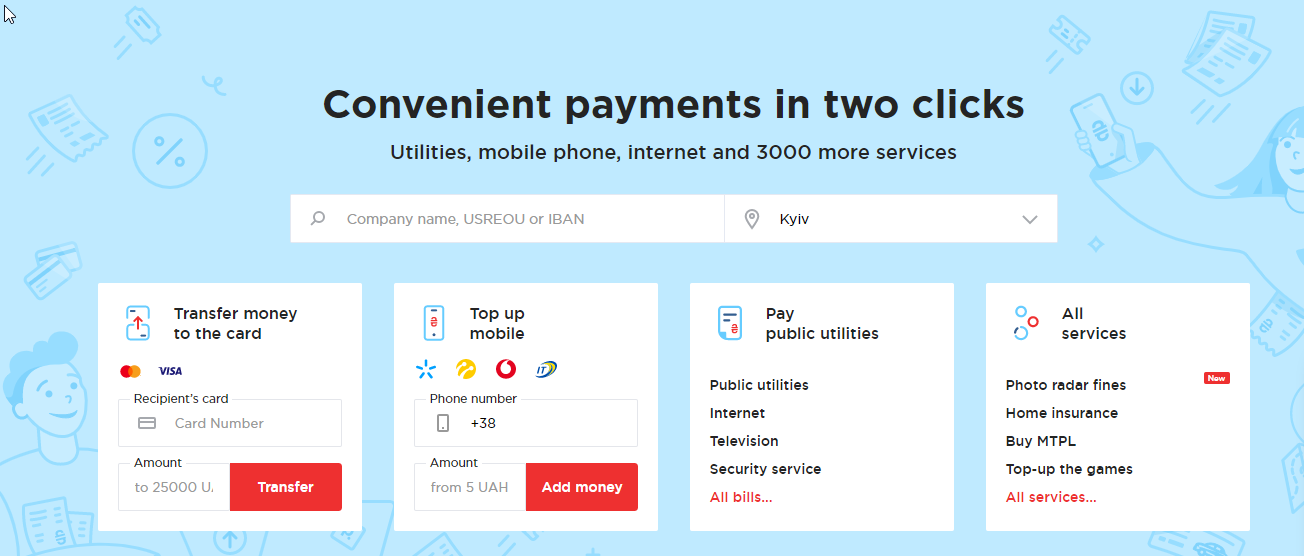 Convenient payments in two clicks
Utilities, mobile phone, internet and 3000 more services
Company name, USREOU or IBAN
Kyiv
Transfer money
to the card
VISA
Recipient's card
Card Number
Amount
to 25000 U
Transfer
Top up
mobile
IT
Phone number
+38
Amount
from 5 UAH
Add money
Pay
public utilities
Public utilities
Internet
Television
Security service
All bills...
All
services
Photo radar fines
New
Home insurance
Buy MTPL
Top-up the games
All services...